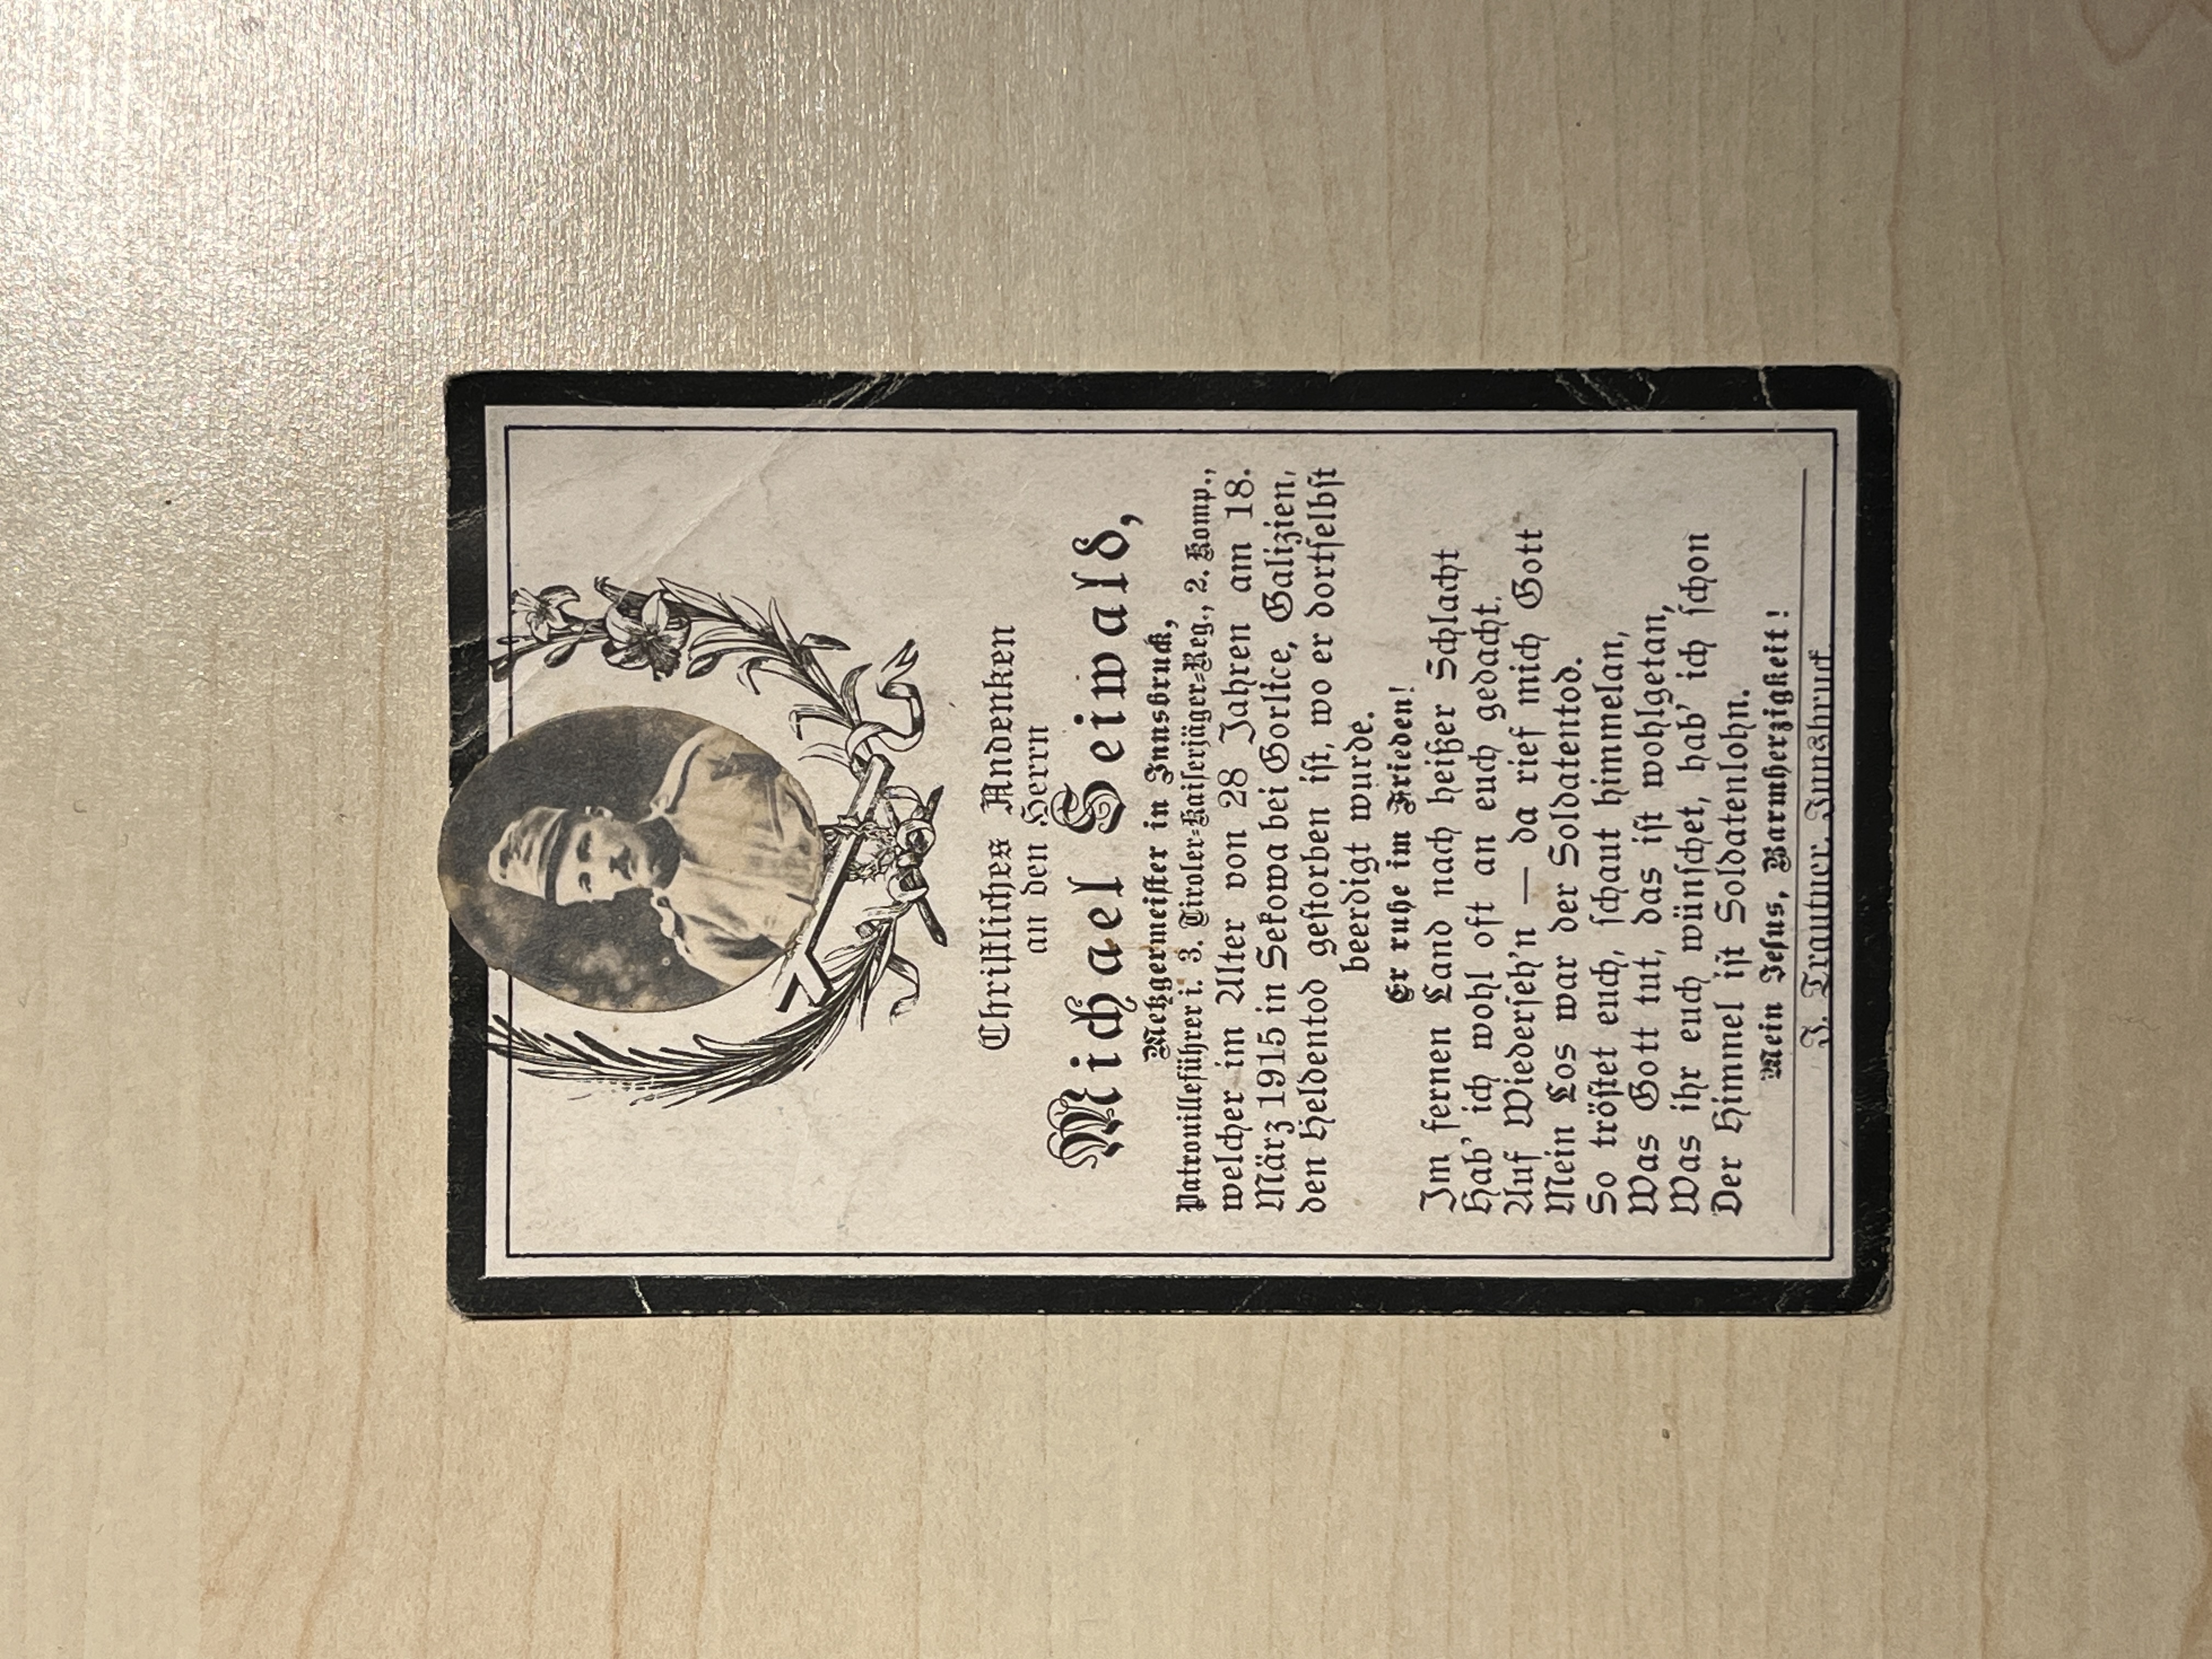 Christliches Andenken
an den Herrn
Michael Seiwald,
Metzgermeister in Innsbruck,
Patrouilleführer i. 3. Tiroler-Kaiserjäger-Reg., 2. Komp.,
welcher im Alter von 28 Jahren am 18.
März 1915 in Sekowa bei Gorlice, Galizien,
den Heldentod gestorben ist, wo er dortselbst
beerdigt wurde.
Er ruhe im Frieden!
Im fernen Land nach heißer Schlacht
Hab' ich wohl oft an euch gedacht.
Auf Wiederseh'n — da rief mich Gott
Mein Los war der Soldatentod.
So tröstet euch, schaut himmelan,
Was Gott tut, das ist wohlgetan,
Was ihr euch wünschet, hab' ich schon
Der Himmel ist Soldatenlohn.
Mein Jesus, Barmherzigkeit!
J. Trautner, Innsbruck